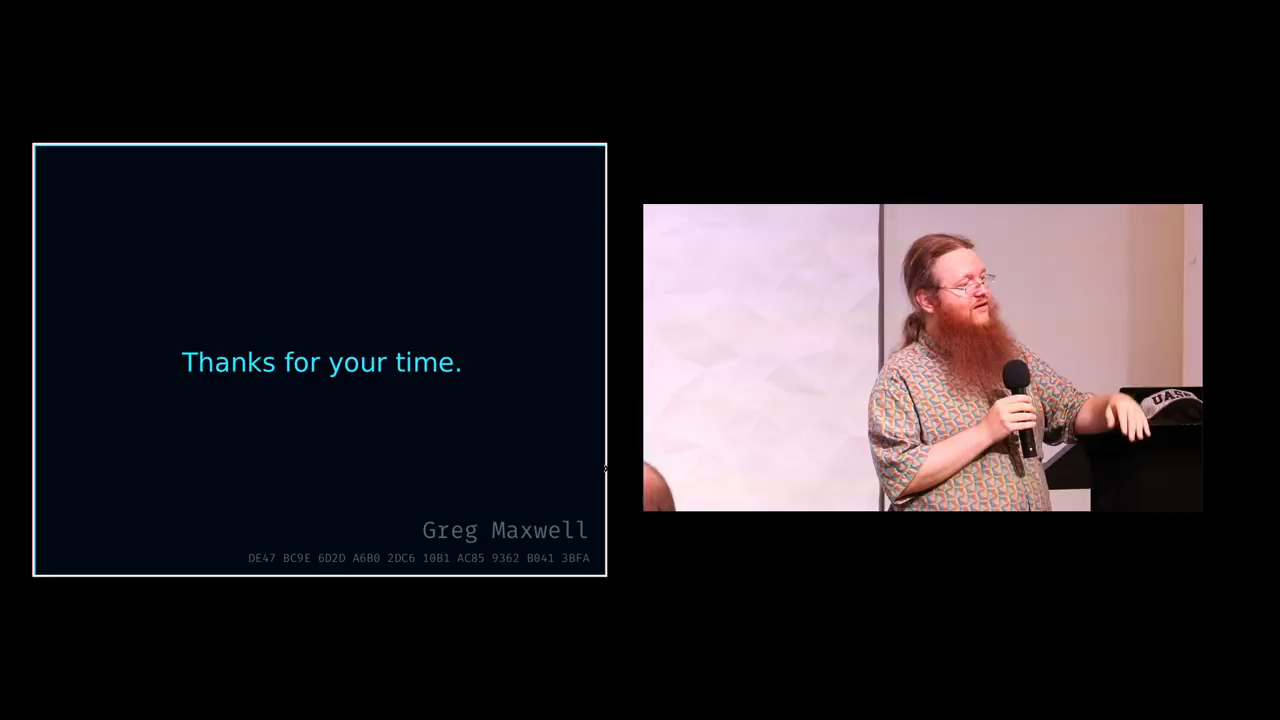 Thanks for your time.
Greg Maxwell
DE47 BC9E 6D2D A6B0 2DC6 10B1 AC85 9362 B041 3BFA